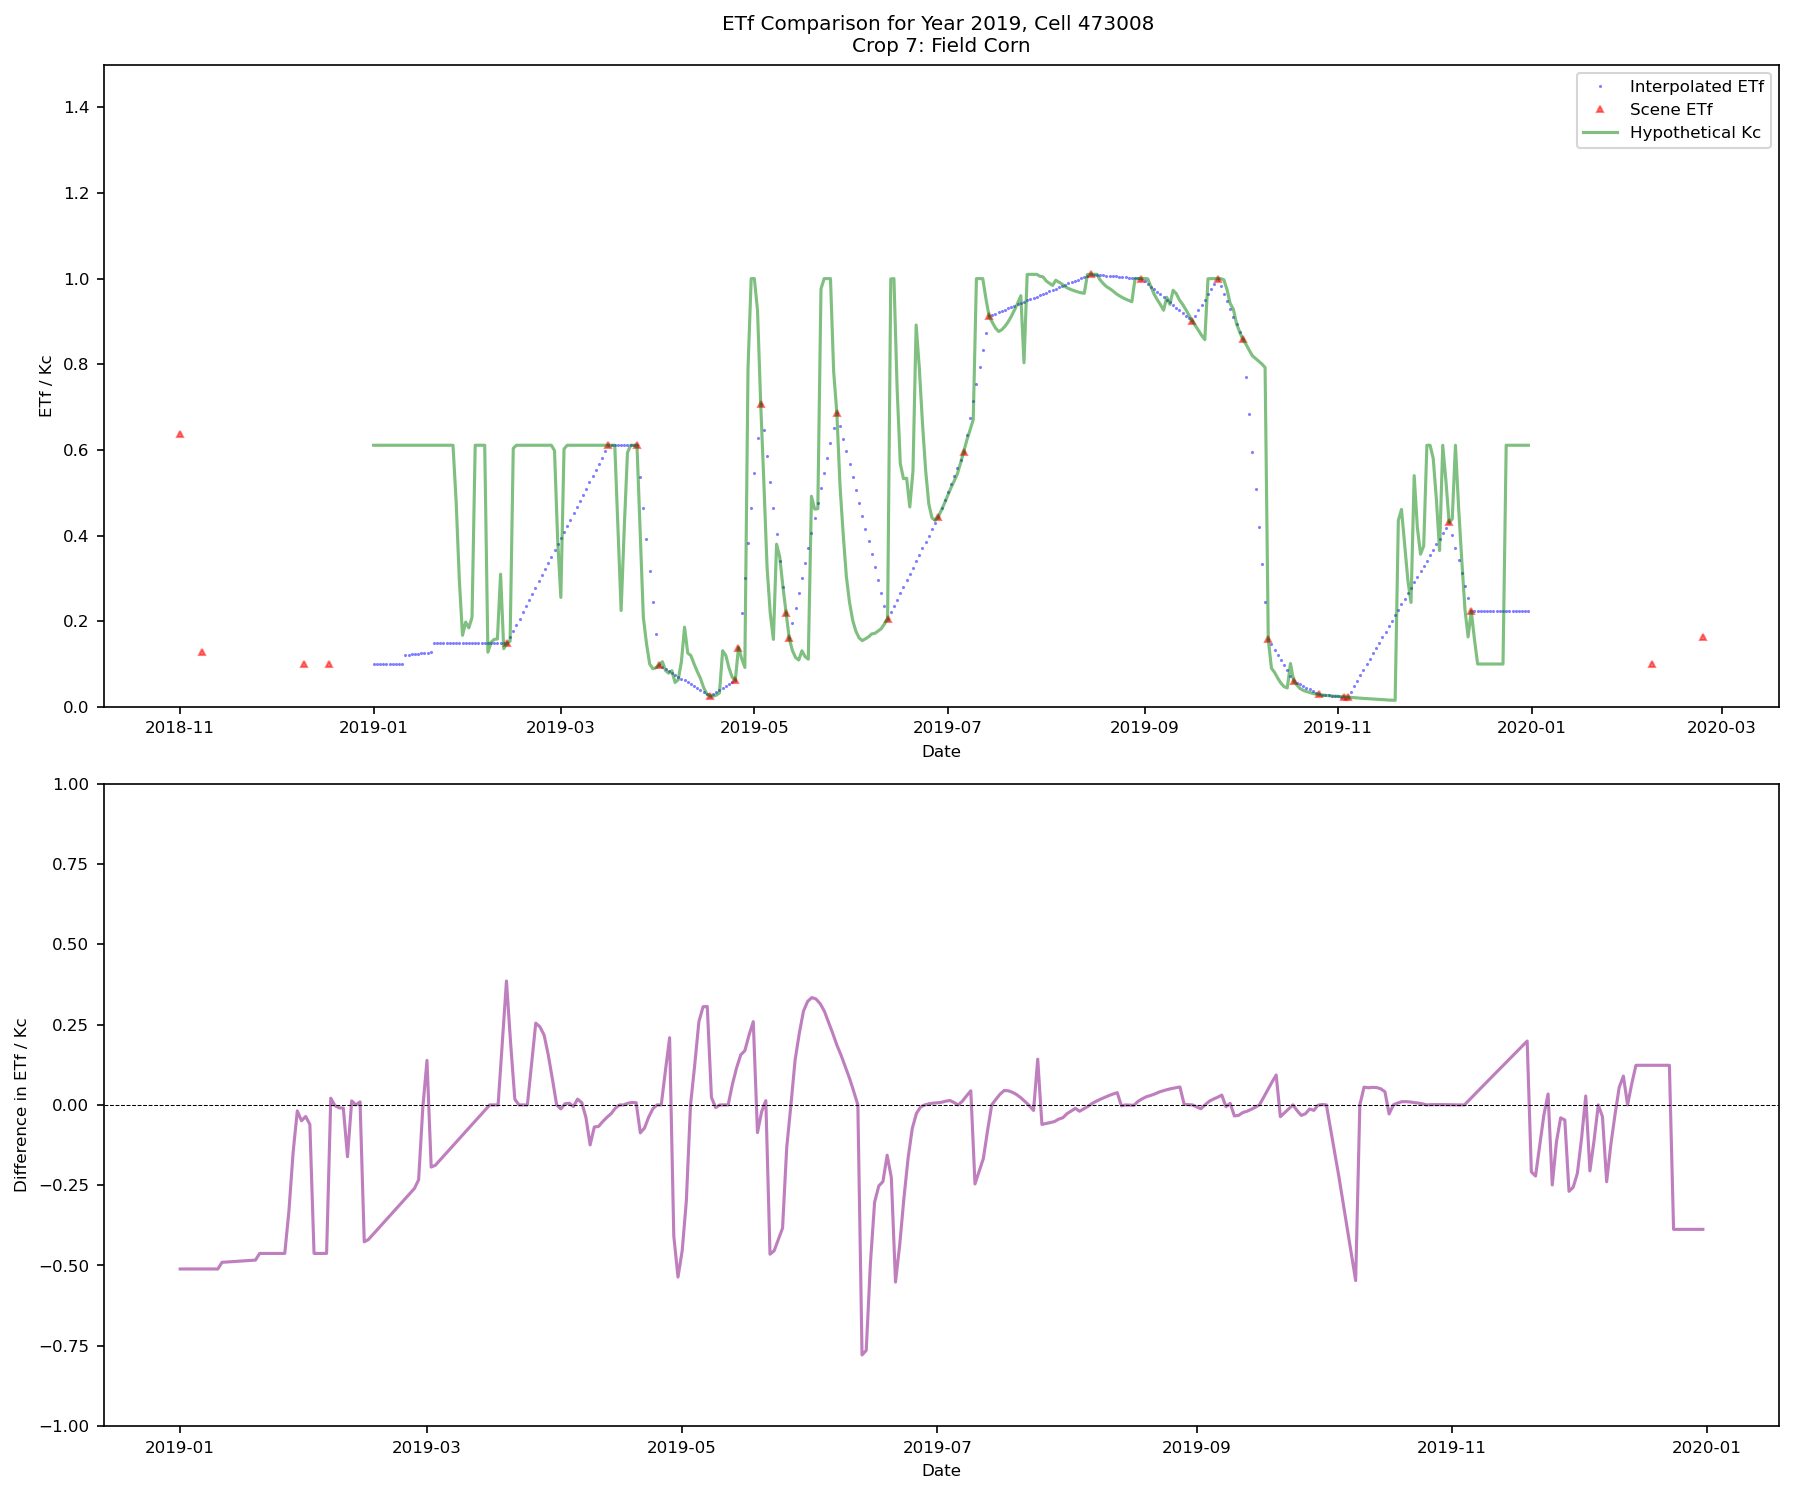 ETf Comparison for Year 2019, Cell 473008
Crop 7: Field Corn
Interpolated ETf
Scene ETf
Hypothetical Kc
ETf / Kc
1.4
1.2
1.0
0.8
0.6
0.4
0.2
0.0
2018-11 2019-01 2019-03 2019-05 2019-07 2019-09 2019-11 2020-01 2020-03
Date
Difference in ETf / Kc
1.00
0.75
0.50
0.25
0.00
−0.25
−0.50
−0.75
−1.00
2019-01 2019-03 2019-05 2019-07 2019-09 2019-11 2020-01
Date